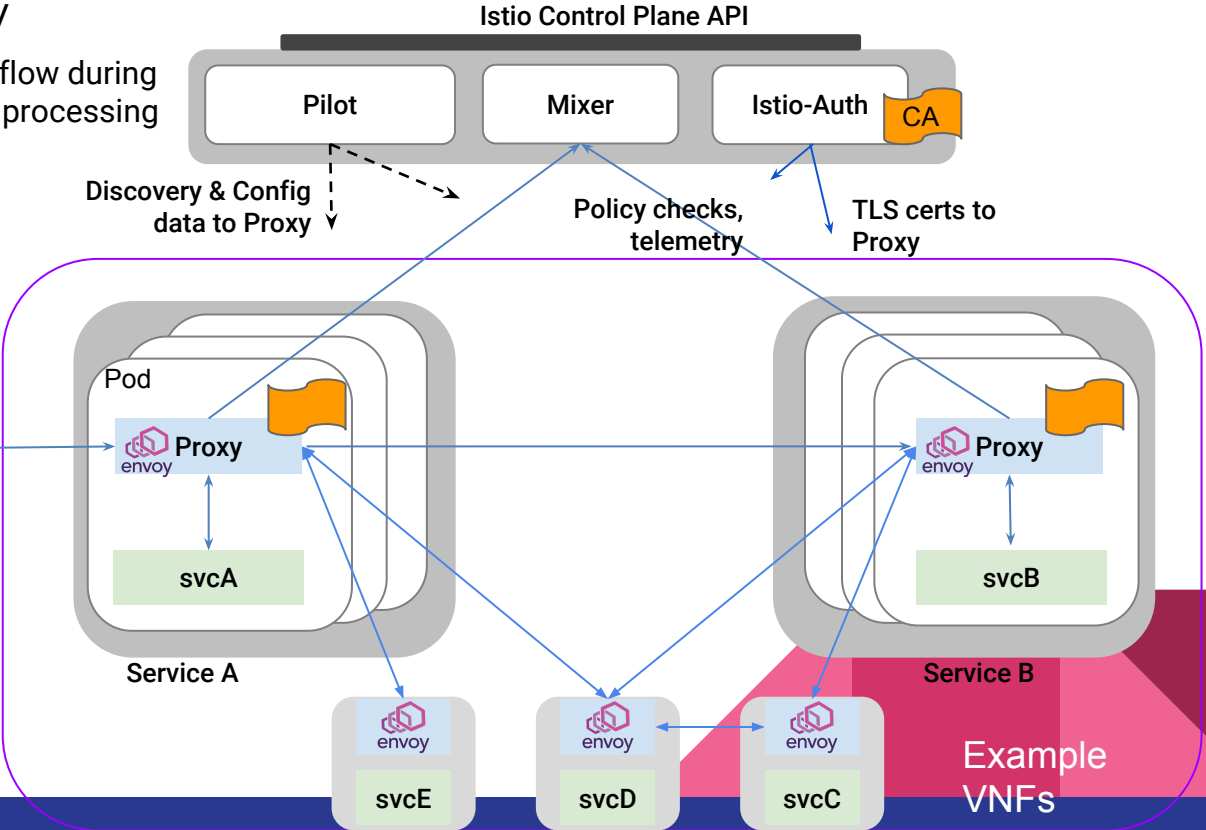 Istio Control Plane API
y
flow during
processing
Pilot
Mixer
Istio-Auth
CA
Discovery & Config
data to Proxy
Policy checks,
telemetry
TLS certs to
Proxy
Pod
envoy
Proxy
svcA
Service A
envoy
Proxy
svcB
Service B
envoy
svcE
envoy
svcD
envoy
svcC
Example
VNFs